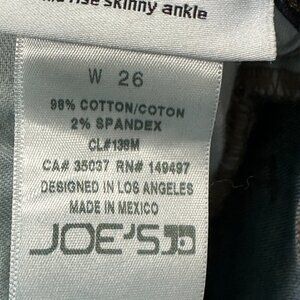 rise skinny ankle
W 26
98% COTTON/COTON
2% SPANDEX
CL#138M
CA# 35037 RN# 149497
DESIGNED IN LOS ANGELES
MADE IN MEXICO
JOE'S